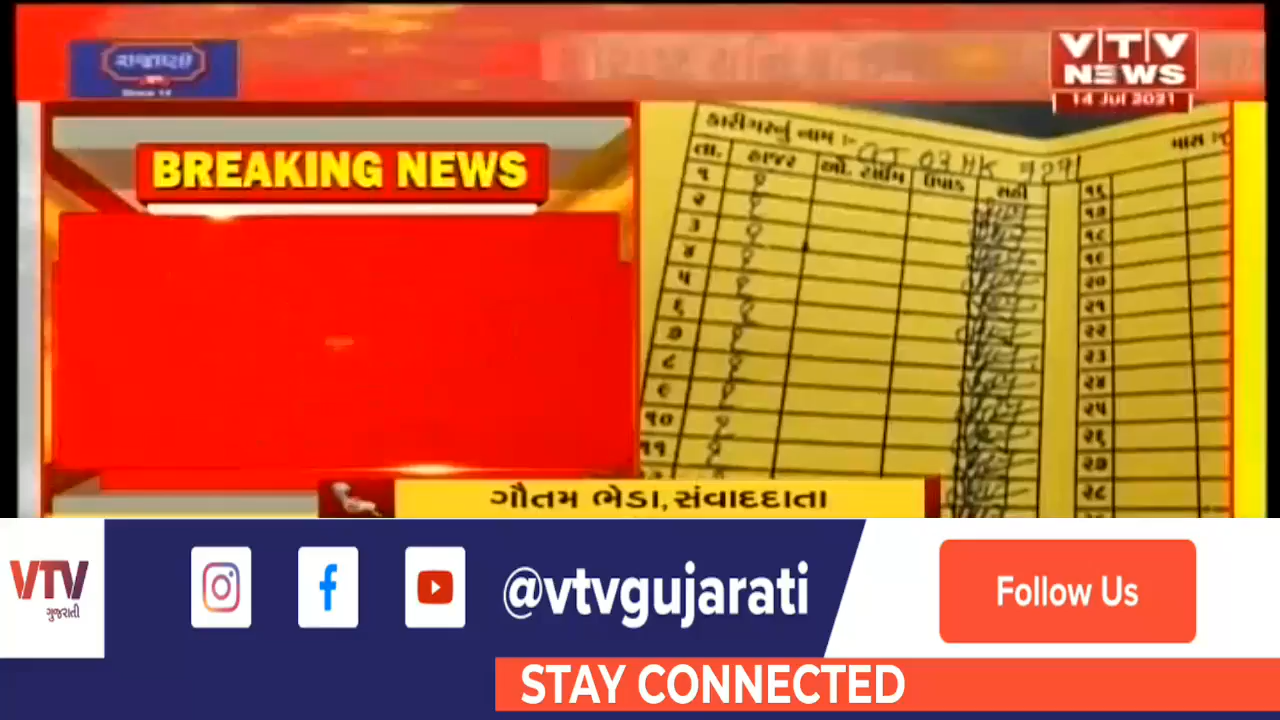 રાજાણી
VTV
NEWS
14 Jul 2021
BREAKING NEWS
કારીગરનું નામ :- GJ 03 HK
માસ :-
તા. હાજર ઓ. ટાઈમ ઉપાડ સહી
૧ ૧૬
૨ ૧૭
૩ ૧૮
૪ ૧૯
૫ ૨૦
૬ ૨૧
૭ ૨૨
૮ ૨૩
૯ ૨૪
૧૦ ૨૫
૧૧ ૨૬
૨૭
૨૮
ગૌતમ ભેડા, સંવાદદાતા
VTV
ગુજરાતી
@vtvgujarati
Follow Us
STAY CONNECTED